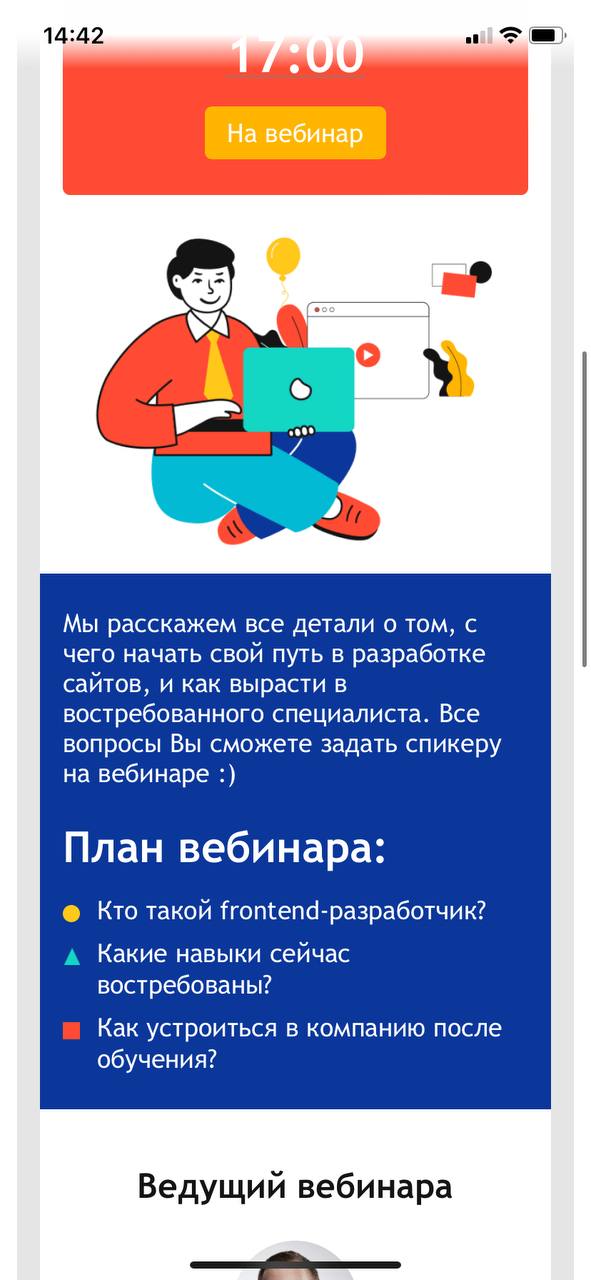 14:42
17:00
На вебинар
Мы расскажем все детали о том, с
чего начать свой путь в разработке
сайтов, и как вырасти в
востребованного специалиста. Все
вопросы Вы сможете задать спикеру
на вебинаре :)
План вебинара:
Кто такой frontend-разработчик?
Какие навыки сейчас
востребованы?
Как устроиться в компанию после
обучения?
Ведущий вебинара